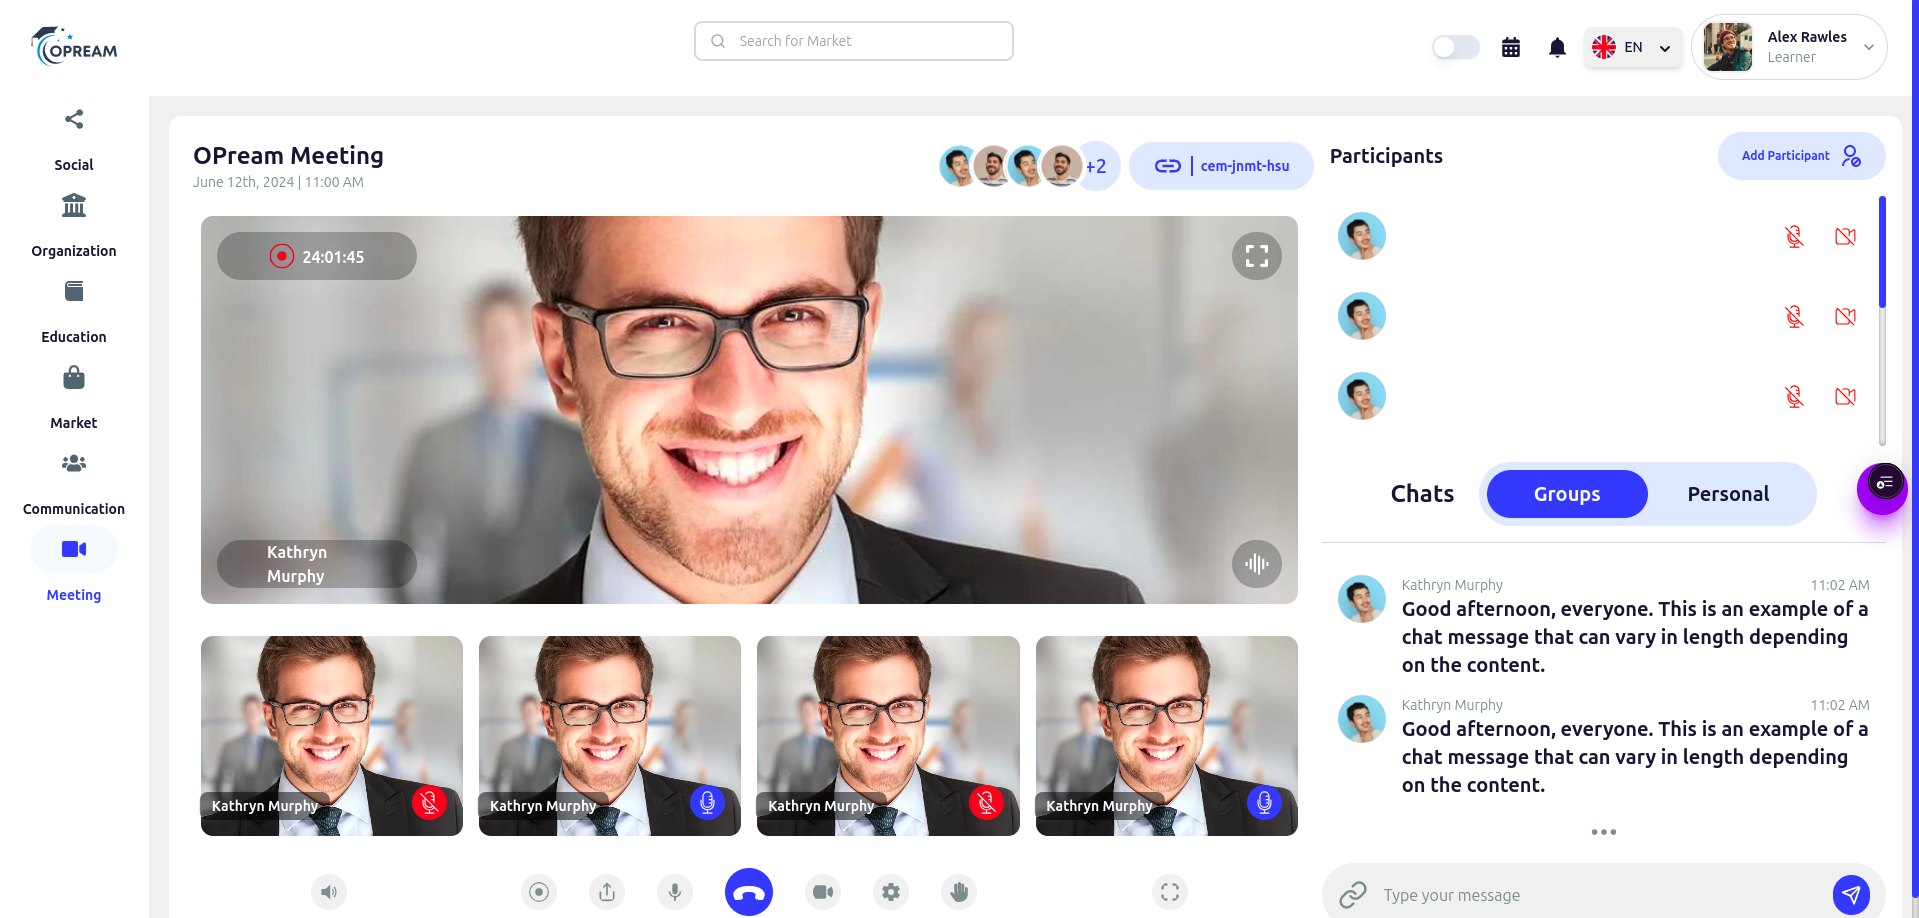 OPREAM
Search for Market
EN
Alex Rawles
Learner
Social
Organization
Education
Market
Communication
Meeting
OPream Meeting
June 12th, 2024 | 11:00 AM
+2
cem-jnmt-hsu
24:01:45
Kathryn
Murphy
Kathryn Murphy
Kathryn Murphy
Kathryn Murphy
Kathryn Murphy
Participants
Add Participant
Chats
Groups
Personal
Kathryn Murphy
11:02 AM
Good afternoon, everyone. This is an example of a
chat message that can vary in length depending
on the content.
Kathryn Murphy
11:02 AM
Good afternoon, everyone. This is an example of a
chat message that can vary in length depending
on the content.
Type your message